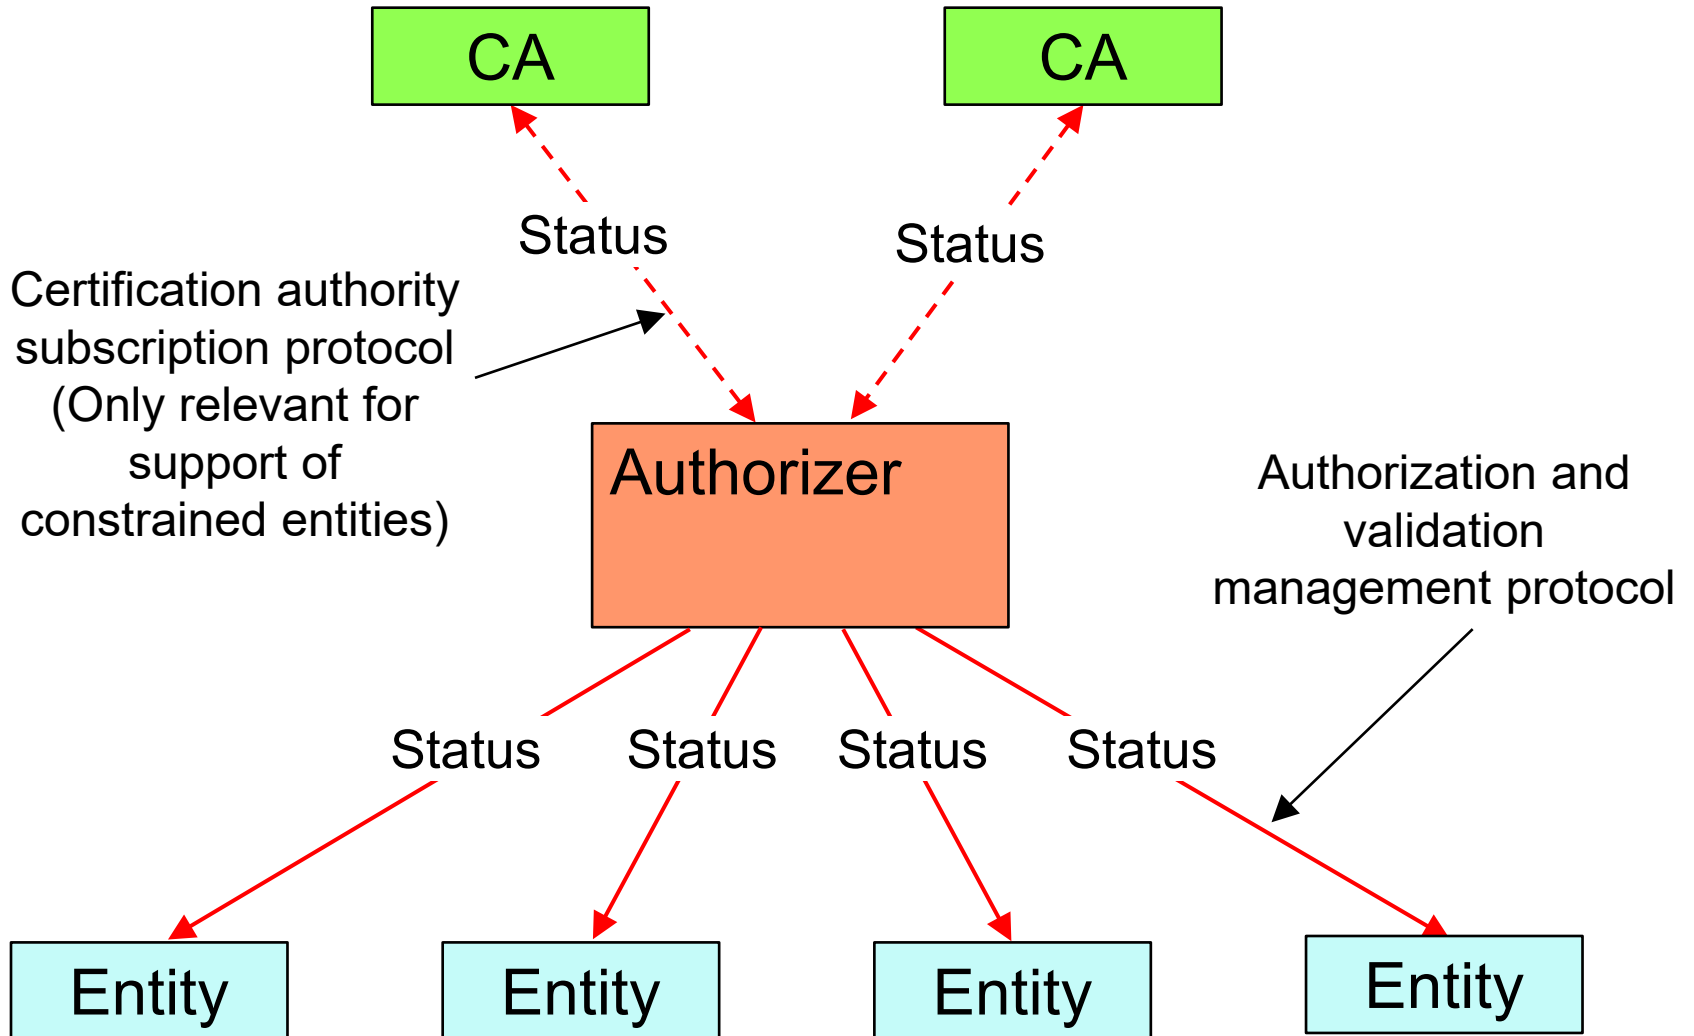 CA
CA
Status
Status
Certification authority
subscription protocol
(Only relevant for
support of
constrained entities)
Authorizer
Authorization and
validation
management protocol
Status
Status
Status
Status
Entity
Entity
Entity
Entity